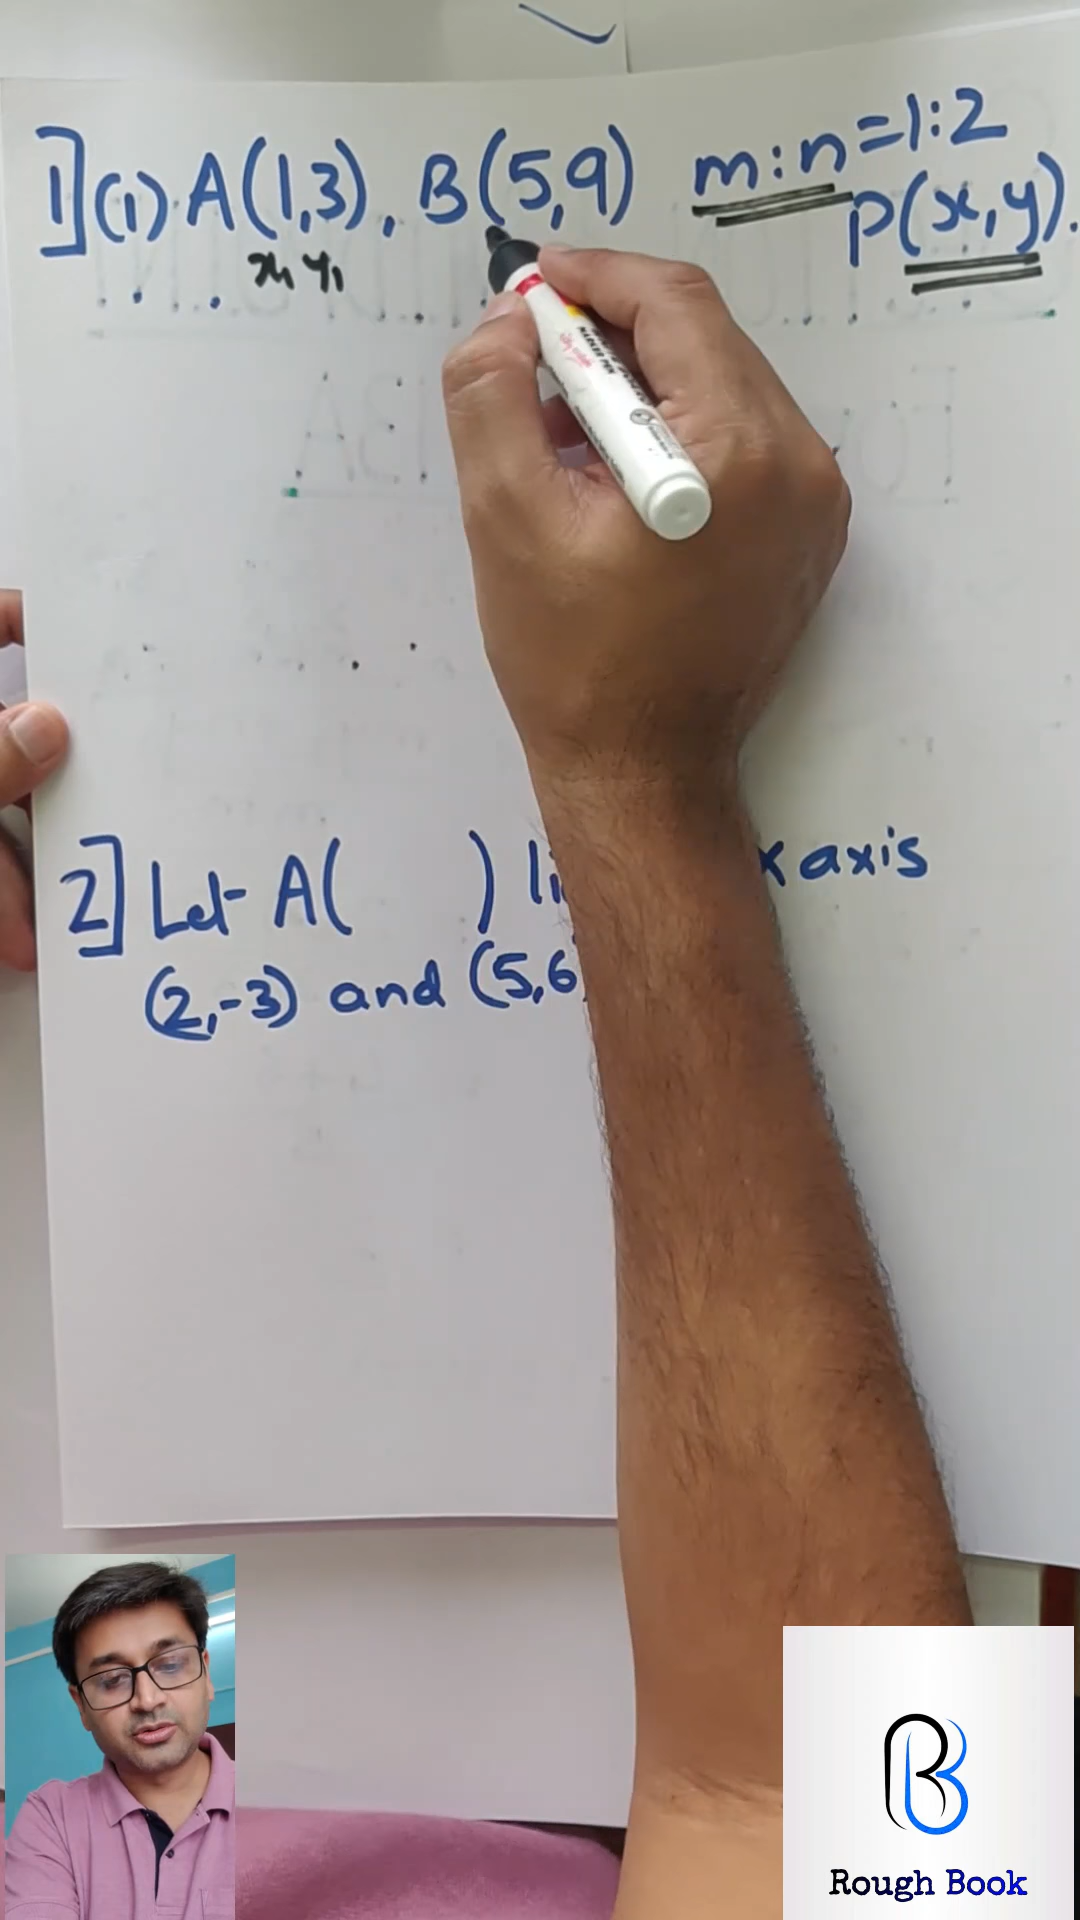 1](1) A(1,3), B(5,9) m:n=1:2
P(x,y).
x1 y1
2] Let A( ) x axis
(2,-3) and (5,6
Rough Book